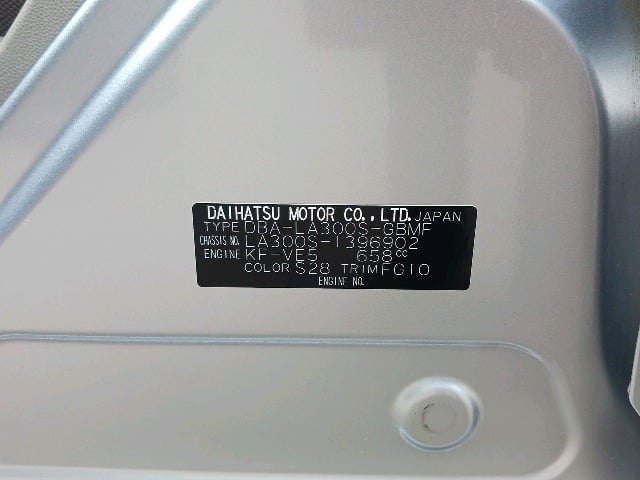 DAIHATSU MOTOR CO., LTD. JAPAN
TYPE DBA-LA300S-GBMF
CHASSIS NO. LA300S-1396902
ENGINE KF-VE5 658cc
COLOR S28 TRIM FG10
ENGINE NO.